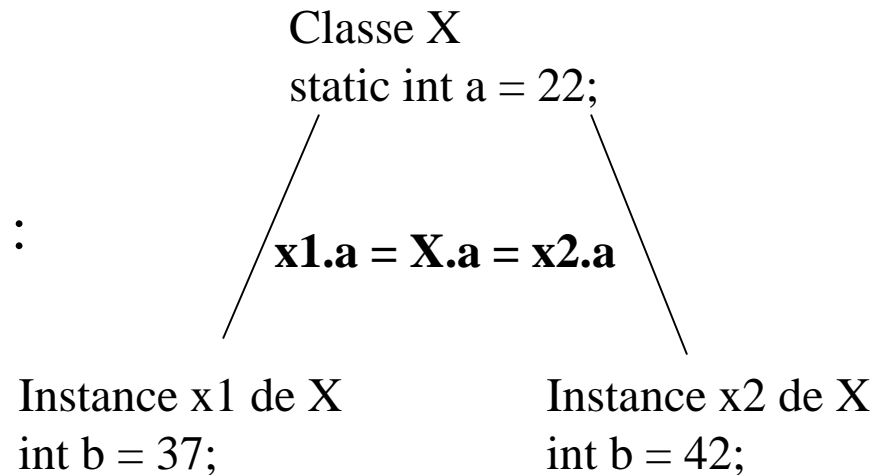 Classe X
static int a = 22;
:
x1.a = X.a = x2.a
Instance x1 de X
int b = 37;
Instance x2 de X
int b = 42;